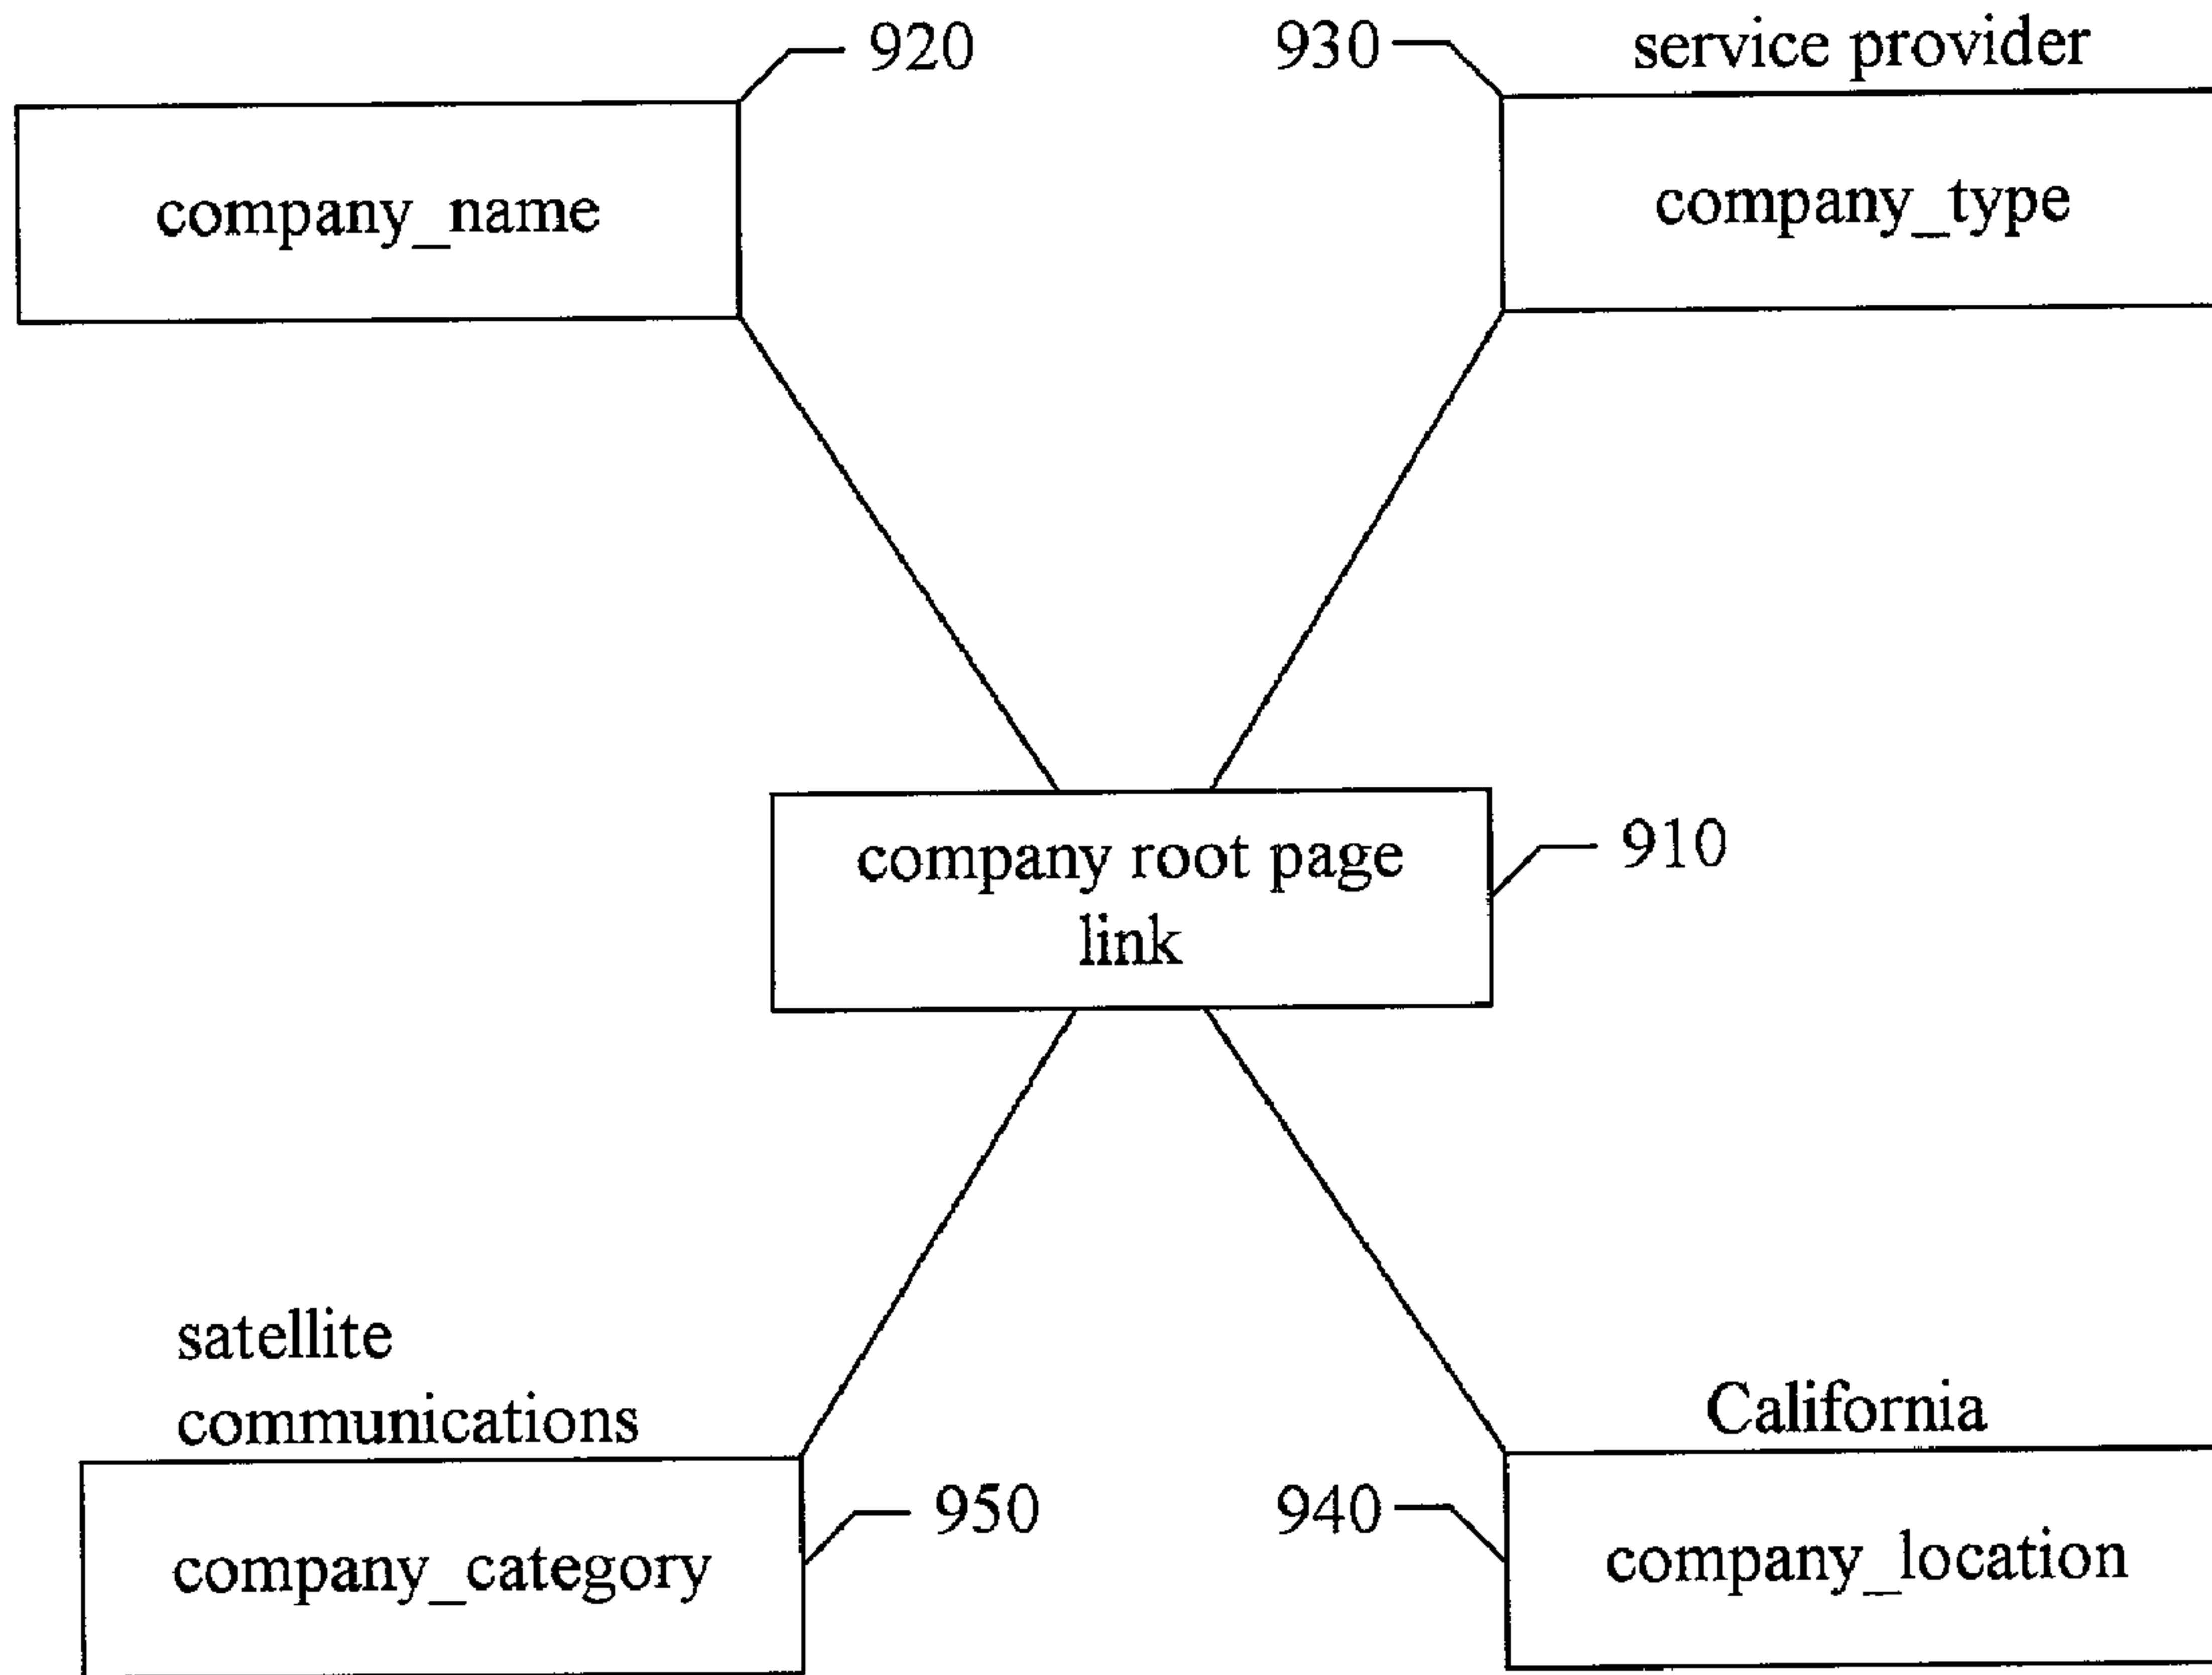 920
930
service provider
company_name
company_type
company root page
link
910
satellite
communications
California
950
940
company_category
company_location